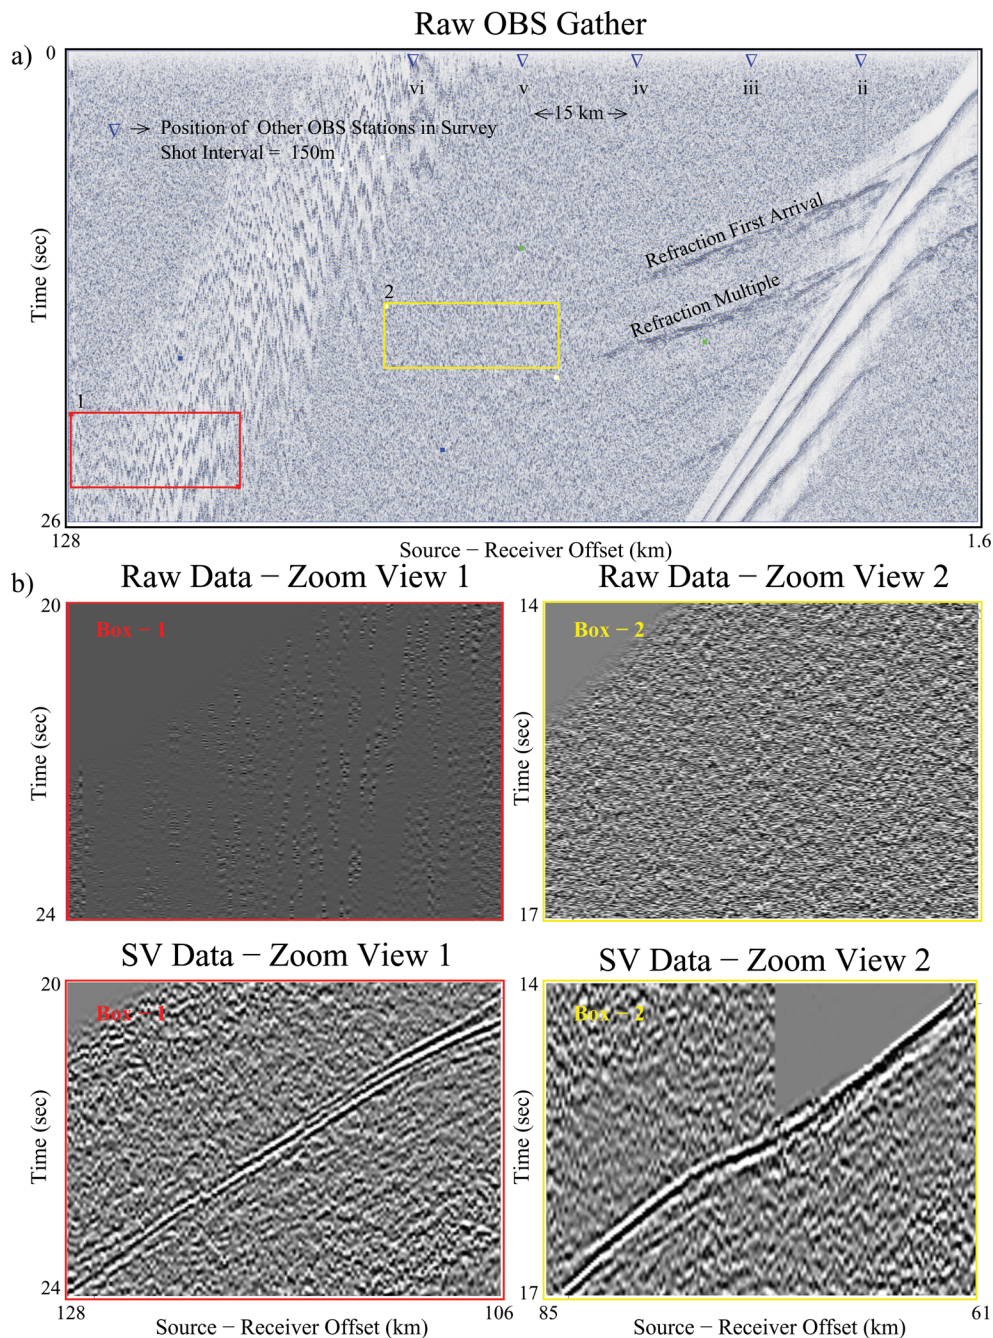 Raw OBS Gather
a)
0
vi
v
iv
iii
ii
15 km
Position of Other OBS Stations in Survey
Shot Interval = 150m
Refraction First Arrival
Refraction Multiple
2
1
Time (sec)
26
128
Source − Receiver Offset (km)
1.6
b)
Raw Data − Zoom View 1
Raw Data − Zoom View 2
20
Box − 1
Time (sec)
24
14
Box − 2
Time (sec)
17
SV Data − Zoom View 1
SV Data − Zoom View 2
20
Box − 1
Time (sec)
24
128
106
Source − Receiver Offset (km)
14
Box − 2
Time (sec)
17
85
61
Source − Receiver Offset (km)